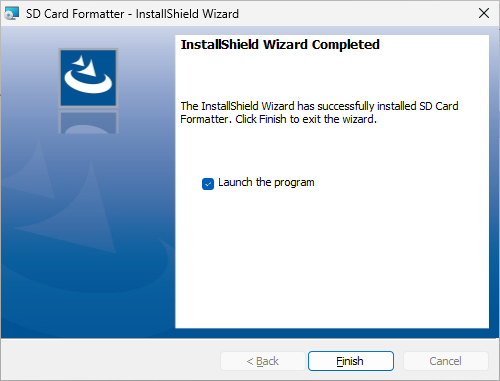 SD Card Formatter - InstallShield Wizard
InstallShield Wizard Completed
The InstallShield Wizard has successfully installed SD Card
Formatter. Click Finish to exit the wizard.
Launch the program
< Back
Finish
Cancel